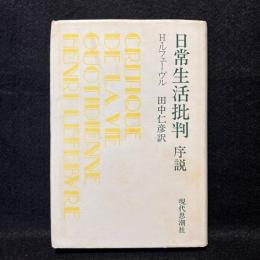 日常生活批判 序説
H・ルフェーヴル 田中仁彦訳
現代思潮社
CRITIQUE
DE LA VIE
QUOTIDIENNE
HENRI LEFEBVRE